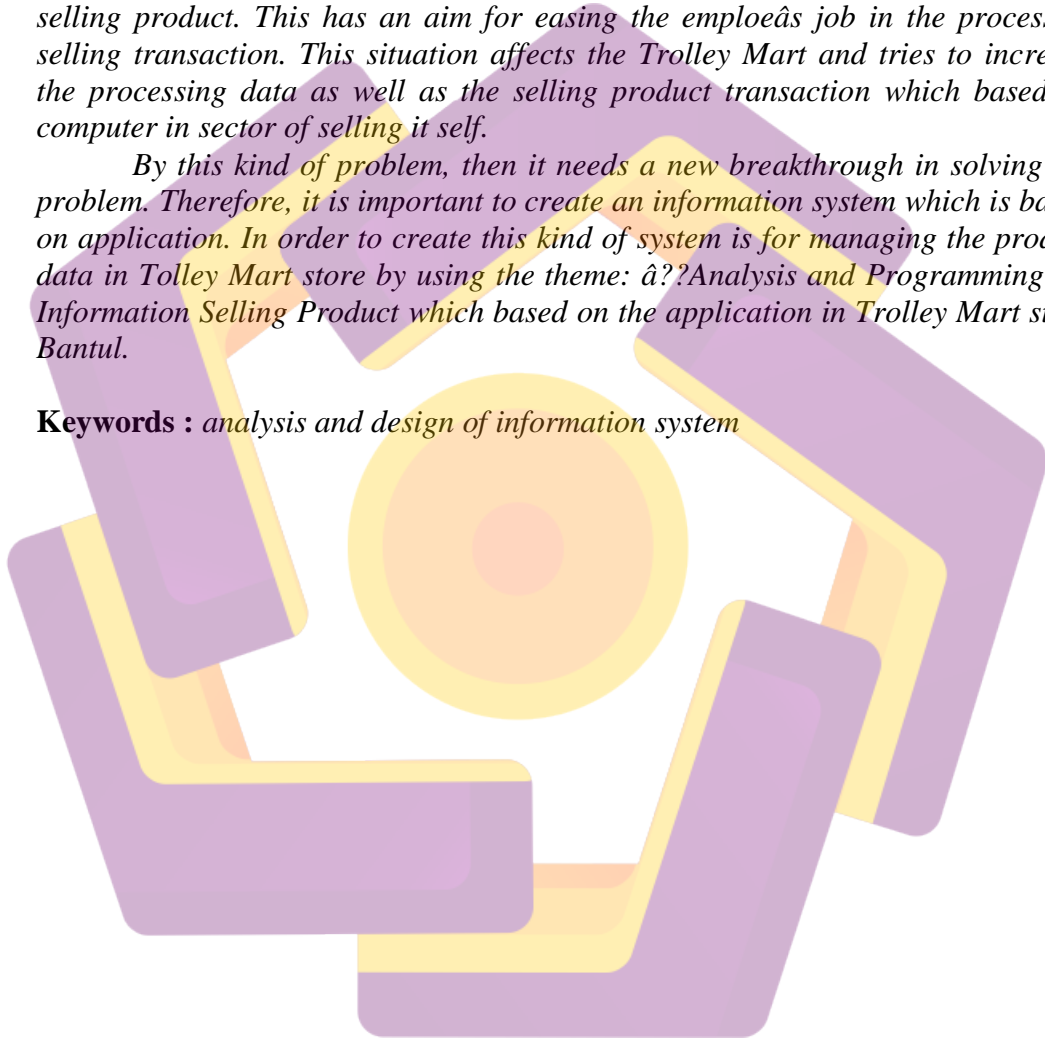 selling product. This has an aim for easing the emploeâs job in the process
selling transaction. This situation affects the Trolley Mart and tries to incre
the processing data as well as the selling product transaction which based
computer in sector of selling it self.
By this kind of problem, then it needs a new breakthrough in solving
problem. Therefore, it is important to create an information system which is ba
on application. In order to create this kind of system is for managing the proc
data in Tolley Mart store by using the theme: â??Analysis and Programming
Information Selling Product which based on the application in Trolley Mart st
Bantul.
Keywords : analysis and design of information system